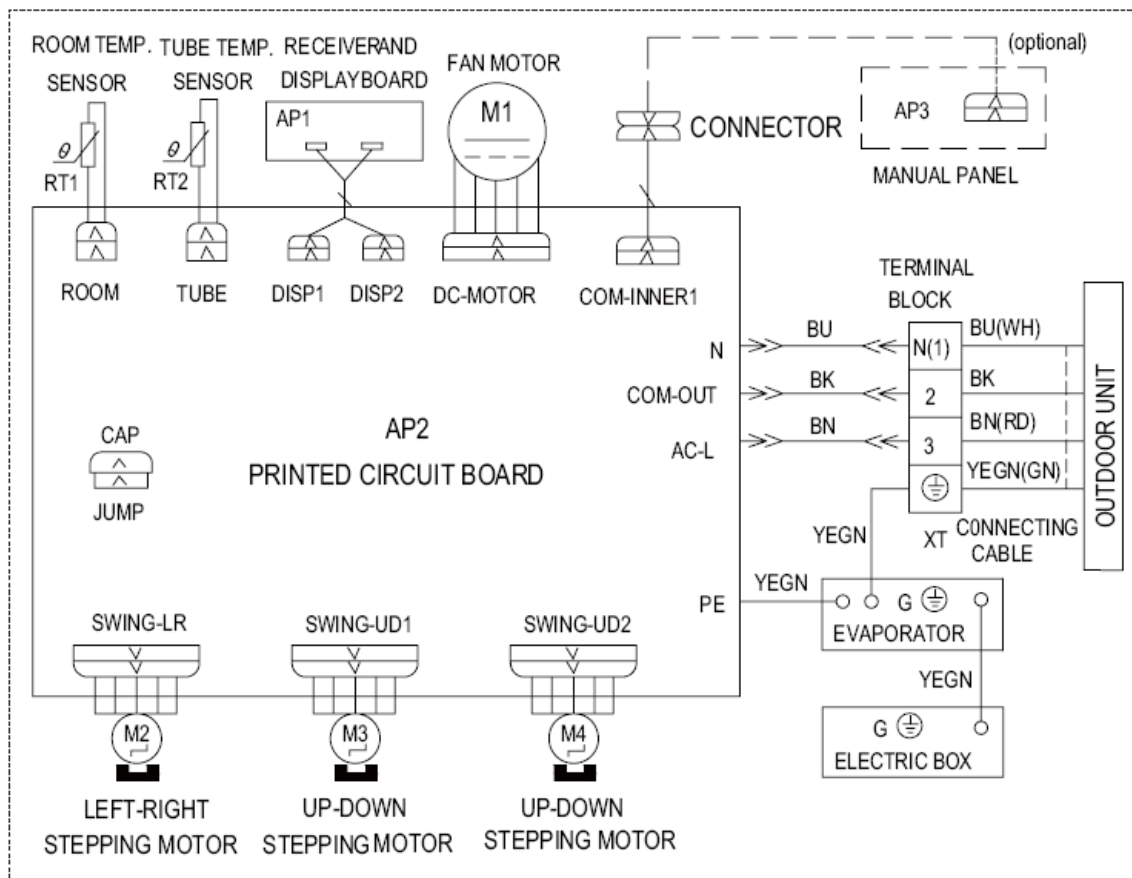 ROOM TEMP.
SENSOR
TUBE TEMP.
SENSOR
RECEIVERAND
DISPLAYBOARD
FAN MOTOR
(optional)
AP1
M1
CONNECTOR
AP3
MANUAL PANEL
θ
RT1
θ
RT2
ROOM
TUBE
DISP1
DISP2
DC-MOTOR
COM-INNER1
TERMINAL
BLOCK
N
BU
N(1)
BU(WH)
COM-OUT
BK
2
BK
AC-L
BN
3
BN(RD)
YEGN(GN)
OUTDOOR UNIT
CAP
JUMP
AP2
PRINTED CIRCUIT BOARD
YEGN
XT
C0NNECTING
CABLE
PE
YEGN
G
EVAPORATOR
YEGN
G
ELECTRIC BOX
SWING-LR
SWING-UD1
SWING-UD2
M2
M3
M4
LEFT-RIGHT
STEPPING MOTOR
UP-DOWN
STEPPING MOTOR
UP-DOWN
STEPPING MOTOR